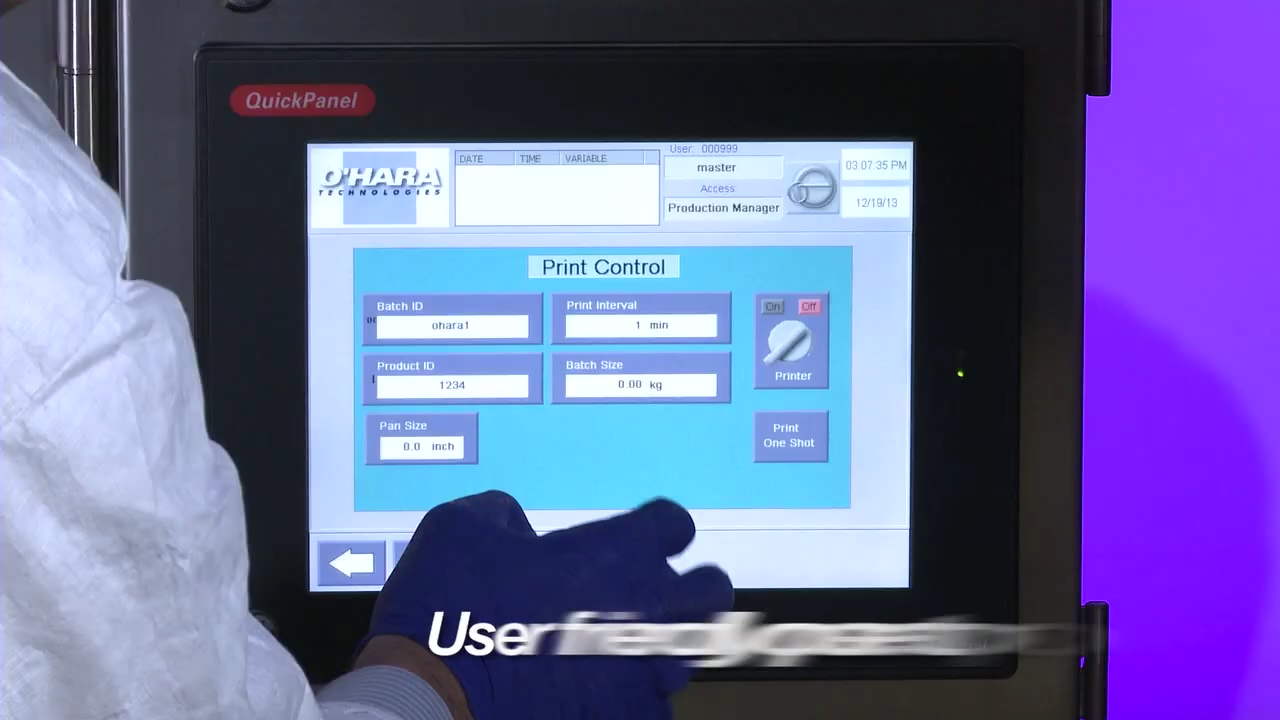 QuickPanel
O'HARA
TECHNOLOGIES
DATE TIME VARIABLE
User: 000999
master
Access:
Production Manager
03:07:35 PM
12/19/13
Print Control
Batch ID
ohara1
Print Interval
1 min
On Off
Printer
Product ID
1234
Batch Size
0.00 kg
Pan Size
0.0 inch
Print
One Shot
User friendly